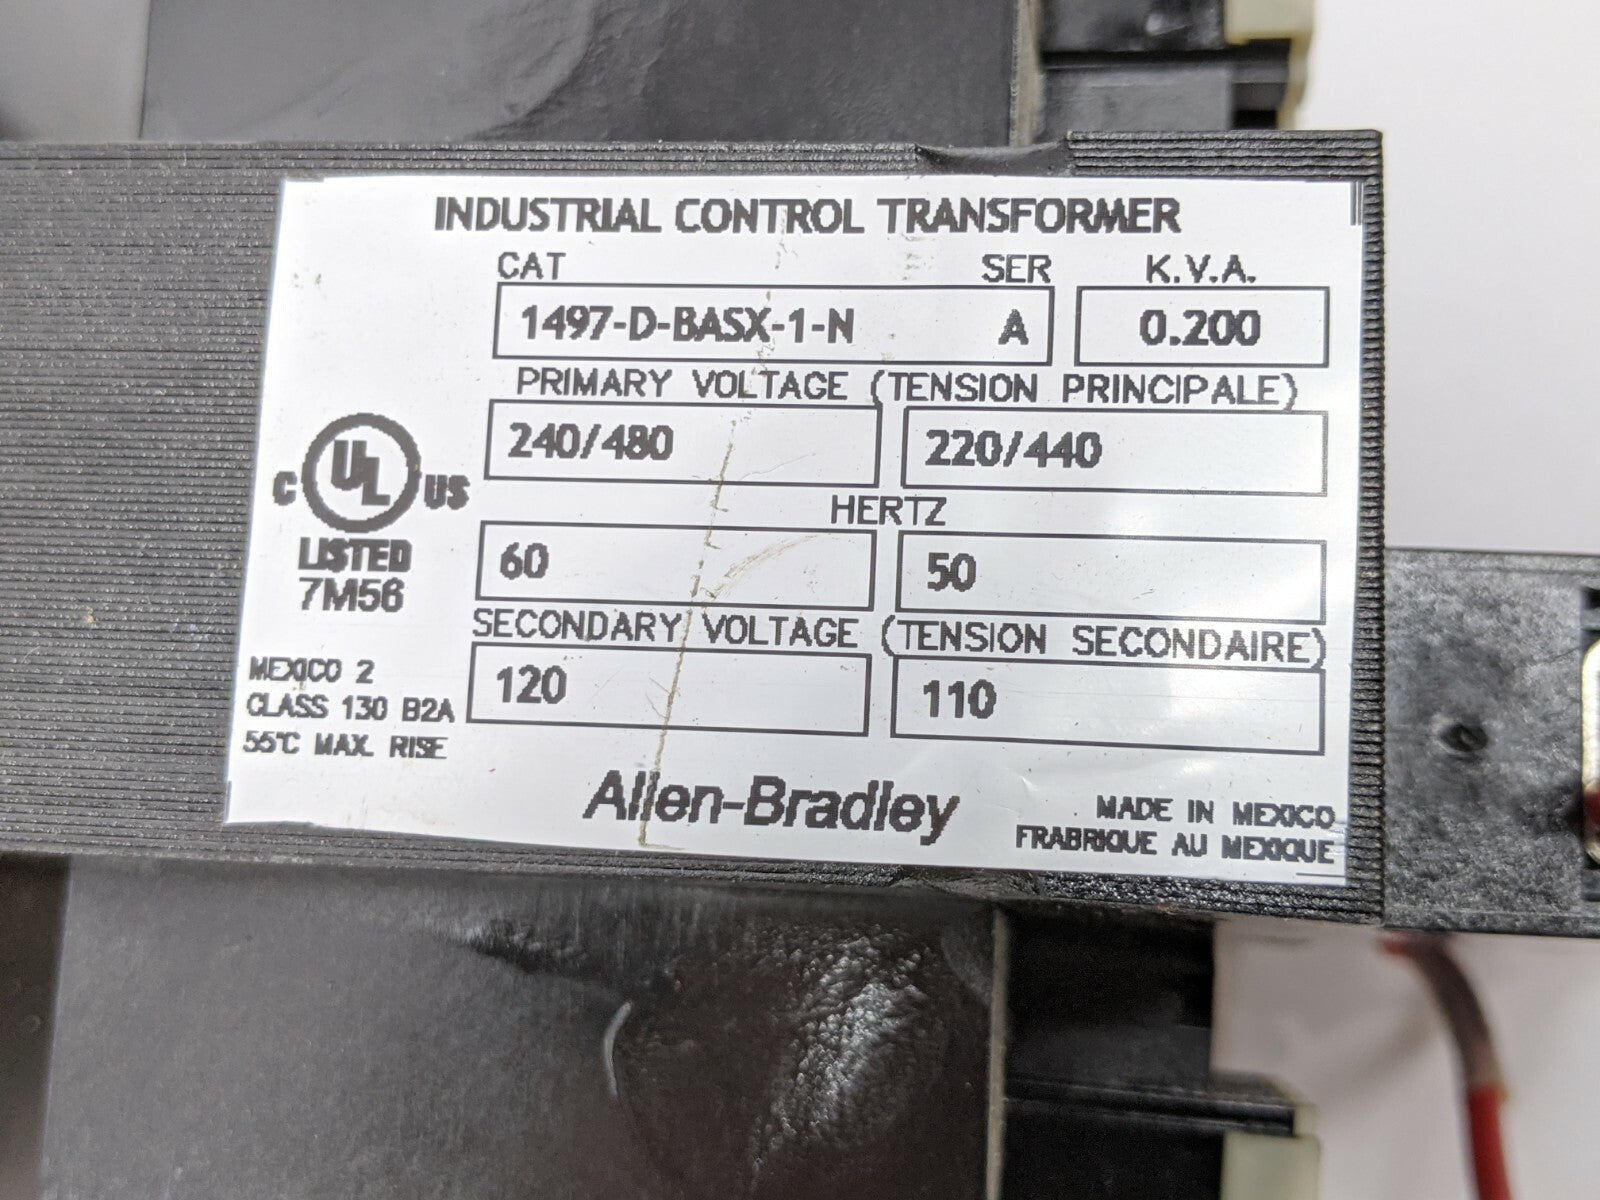 INDUSTRIAL CONTROL TRANSFORMER
CAT SER K.V.A.
1497-D-BASX-1-N A 0.200
PRIMARY VOLTAGE (TENSION PRINCIPALE)
240/480 220/440
HERTZ
60 50
SECONDARY VOLTAGE (TENSION SECONDAIRE)
120 110
C UL US
LISTED
7M56
MEXICO 2
CLASS 130 B2A
55°C MAX. RISE
Allen-Bradley
MADE IN MEXICO
FRABRIQUE AU MEXIQUE